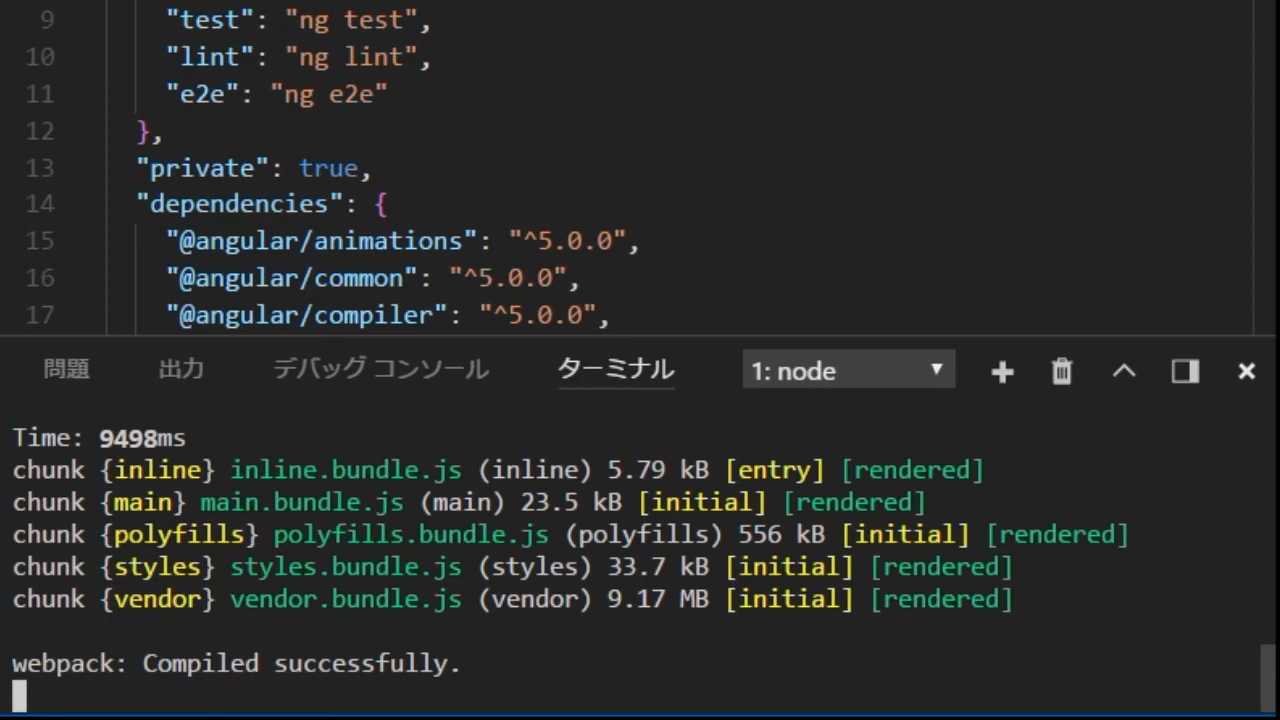 9 "test": "ng test",
10 "lint": "ng lint",
11 "e2e": "ng e2e"
12 },
13 "private": true,
14 "dependencies": {
15 "@angular/animations": "^5.0.0",
16 "@angular/common": "^5.0.0",
17 "@angular/compiler": "^5.0.0",
問題 出力 デバッグ コンソール ターミナル 1: node
Time: 9498ms
chunk {inline} inline.bundle.js (inline) 5.79 kB [entry] [rendered]
chunk {main} main.bundle.js (main) 23.5 kB [initial] [rendered]
chunk {polyfills} polyfills.bundle.js (polyfills) 556 kB [initial] [rendered]
chunk {styles} styles.bundle.js (styles) 33.7 kB [initial] [rendered]
chunk {vendor} vendor.bundle.js (vendor) 9.17 MB [initial] [rendered]
webpack: Compiled successfully.